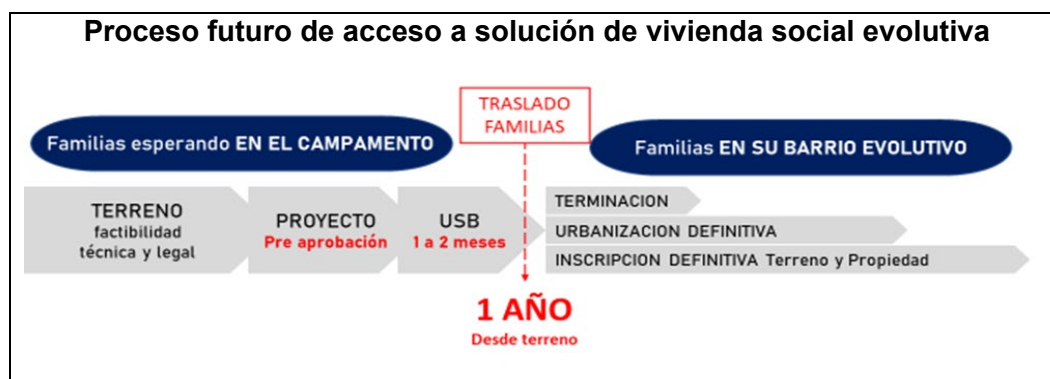 Proceso futuro de acceso a solución de vivienda social evolutiva
TRASLADO
FAMILIAS
Familias esperando EN EL CAMPAMENTO
Familias EN SU BARRIO EVOLUTIVO
TERRENO
factibilidad
técnica y legal
PROYECTO
Pre aprobación
USB
1 a 2 meses
TERMINACION
URBANIZACION DEFINITIVA
INSCRIPCION DEFINITIVA Terreno y Propiedad
1 AÑO
Desde terreno